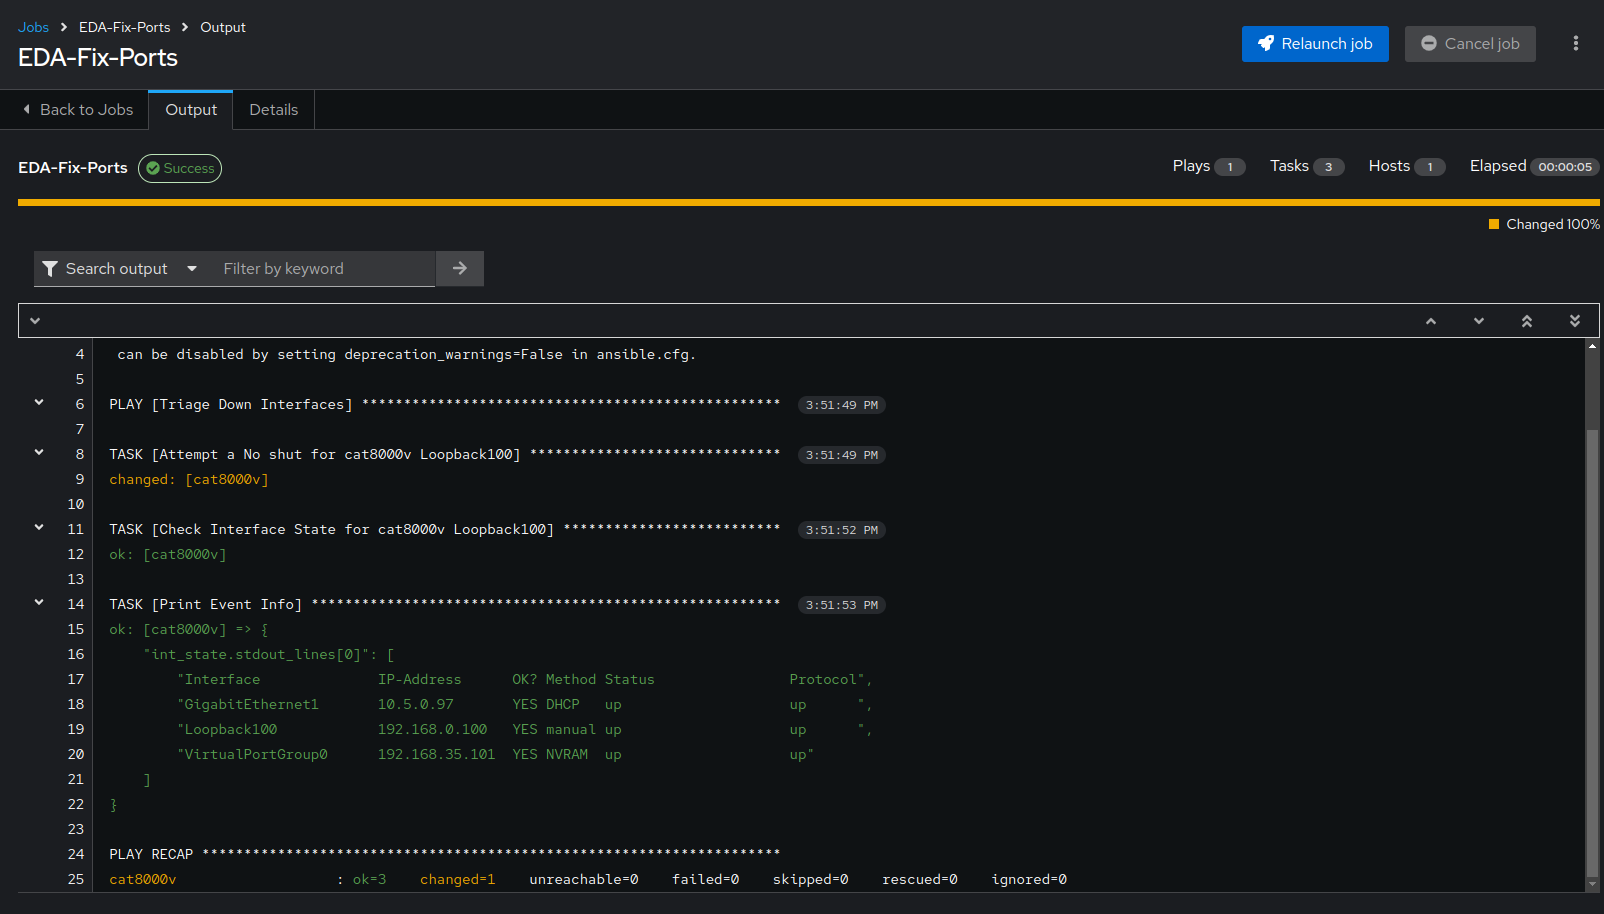 Jobs > EDA-Fix-Ports > Output
EDA-Fix-Ports
Relaunch job
Cancel job
Back to Jobs
Output
Details
EDA-Fix-Ports Success
Plays 1 Tasks 3 Hosts 1 Elapsed 00:00:05
Changed 100%
Search output Filter by keyword
4 can be disabled by setting deprecation_warnings=False in ansible.cfg.
5
6 PLAY [Triage Down Interfaces] ************************************************** 3:51:49 PM
7
8 TASK [Attempt a No shut for cat8000v Loopback100] ****************************** 3:51:49 PM
9 changed: [cat8000v]
10
11 TASK [Check Interface State for cat8000v Loopback100] ************************** 3:51:52 PM
12 ok: [cat8000v]
13
14 TASK [Print Event Info] ******************************************************** 3:51:53 PM
15 ok: [cat8000v] => {
16     "int_state.stdout_lines[0]": [
17         "Interface              IP-Address      OK? Method Status                Protocol",
18         "GigabitEthernet1       10.5.0.97       YES DHCP   up                    up      ",
19         "Loopback100            192.168.0.100   YES manual up                    up      ",
20         "VirtualPortGroup0      192.168.35.101  YES NVRAM  up                    up"
21     ]
22 }
23
24 PLAY RECAP *********************************************************************
25 cat8000v                   : ok=3    changed=1    unreachable=0    failed=0    skipped=0    rescued=0    ignored=0